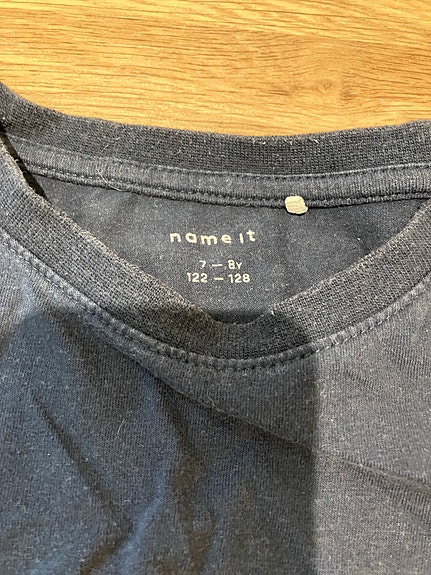 name it
7 – 8y
122 – 128